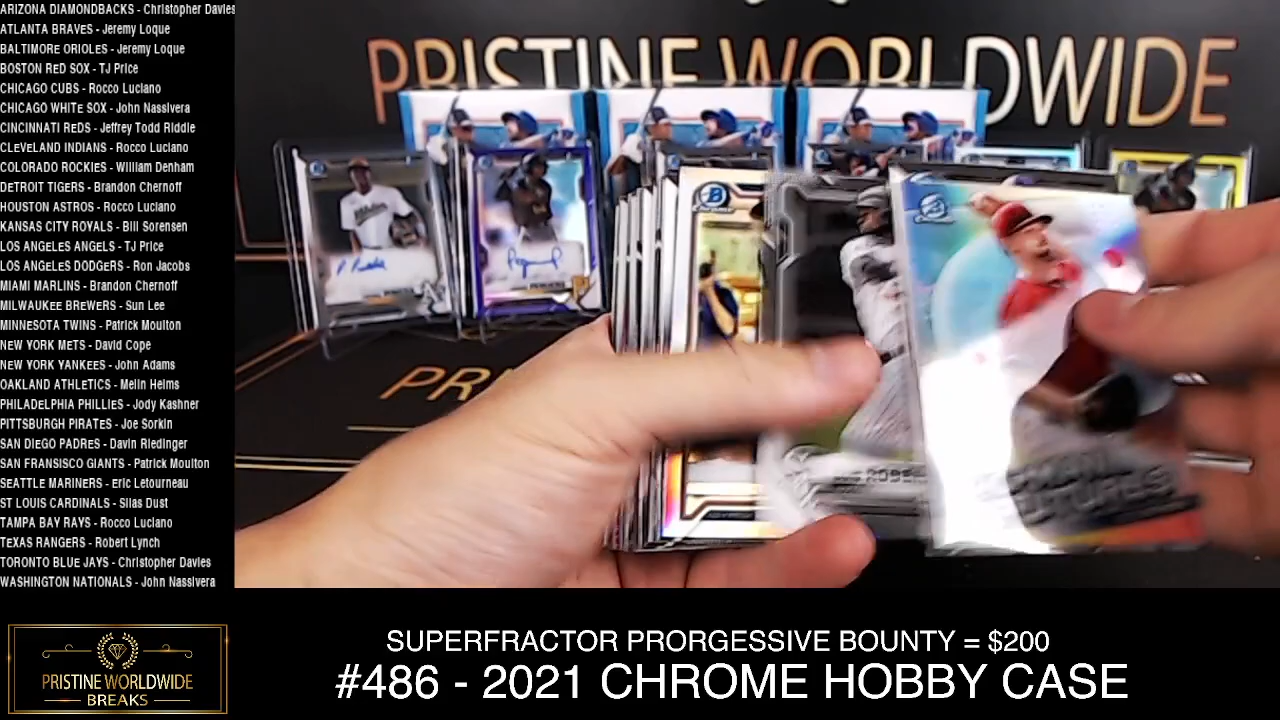 ARIZONA DIAMONDBACKS - Christopher Davies
ATLANTA BRAVES - Jeremy Loque
BALTIMORE ORIOLES - Jeremy Loque
BOSTON RED SOX - TJ Price
CHICAGO CUBS - Rocco Luciano
CHICAGO WHITE SOX - John Nassivera
CINCINNATI REDS - Jeffrey Todd Riddle
CLEVELAND INDIANS - Rocco Luciano
COLORADO ROCKIES - William Denham
DETROIT TIGERS - Brandon Chernoff
HOUSTON ASTROS - Rocco Luciano
KANSAS CITY ROYALS - Bill Sorensen
LOS ANGELES ANGELS - TJ Price
LOS ANGELES DODGERS - Ron Jacobs
MIAMI MARLINS - Brandon Chernoff
MILWAUKEE BREWERS - Sun Lee
MINNESOTA TWINS - Patrick Moulton
NEW YORK METS - David Cope
NEW YORK YANKEES - John Adams
OAKLAND ATHLETICS - Melin Heims
PHILADELPHIA PHILLIES - Jody Kashner
PITTSBURGH PIRATES - Joe Sorkin
SAN DIEGO PADRES - Davin Riedinger
SAN FRANSISCO GIANTS - Patrick Moulton
SEATTLE MARINERS - Eric Letourneau
ST LOUIS CARDINALS - Silas Dust
TAMPA BAY RAYS - Rocco Luciano
TEXAS RANGERS - Robert Lynch
TORONTO BLUE JAYS - Christopher Davies
WASHINGTON NATIONALS - John Nassivera
PRISTINE WORLDWIDE
PRI
PRISTINE WORLDWIDE
BREAKS
SUPERFRACTOR PRORGESSIVE BOUNTY = $200
#486 - 2021 CHROME HOBBY CASE